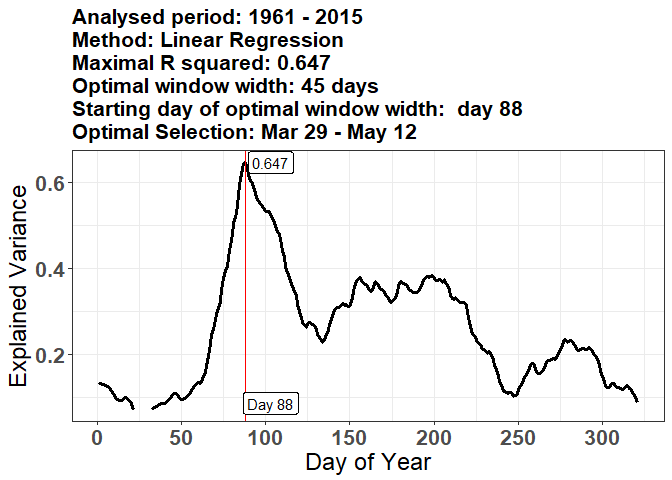 Analysed period: 1961 - 2015
Method: Linear Regression
Maximal R squared: 0.647
Optimal window width: 45 days
Starting day of optimal window width:  day 88
Optimal Selection: Mar 29 - May 12
0.647
0.6
0.4
0.2
Explained Variance
Day 88
0 50 100 150 200 250 300
Day of Year